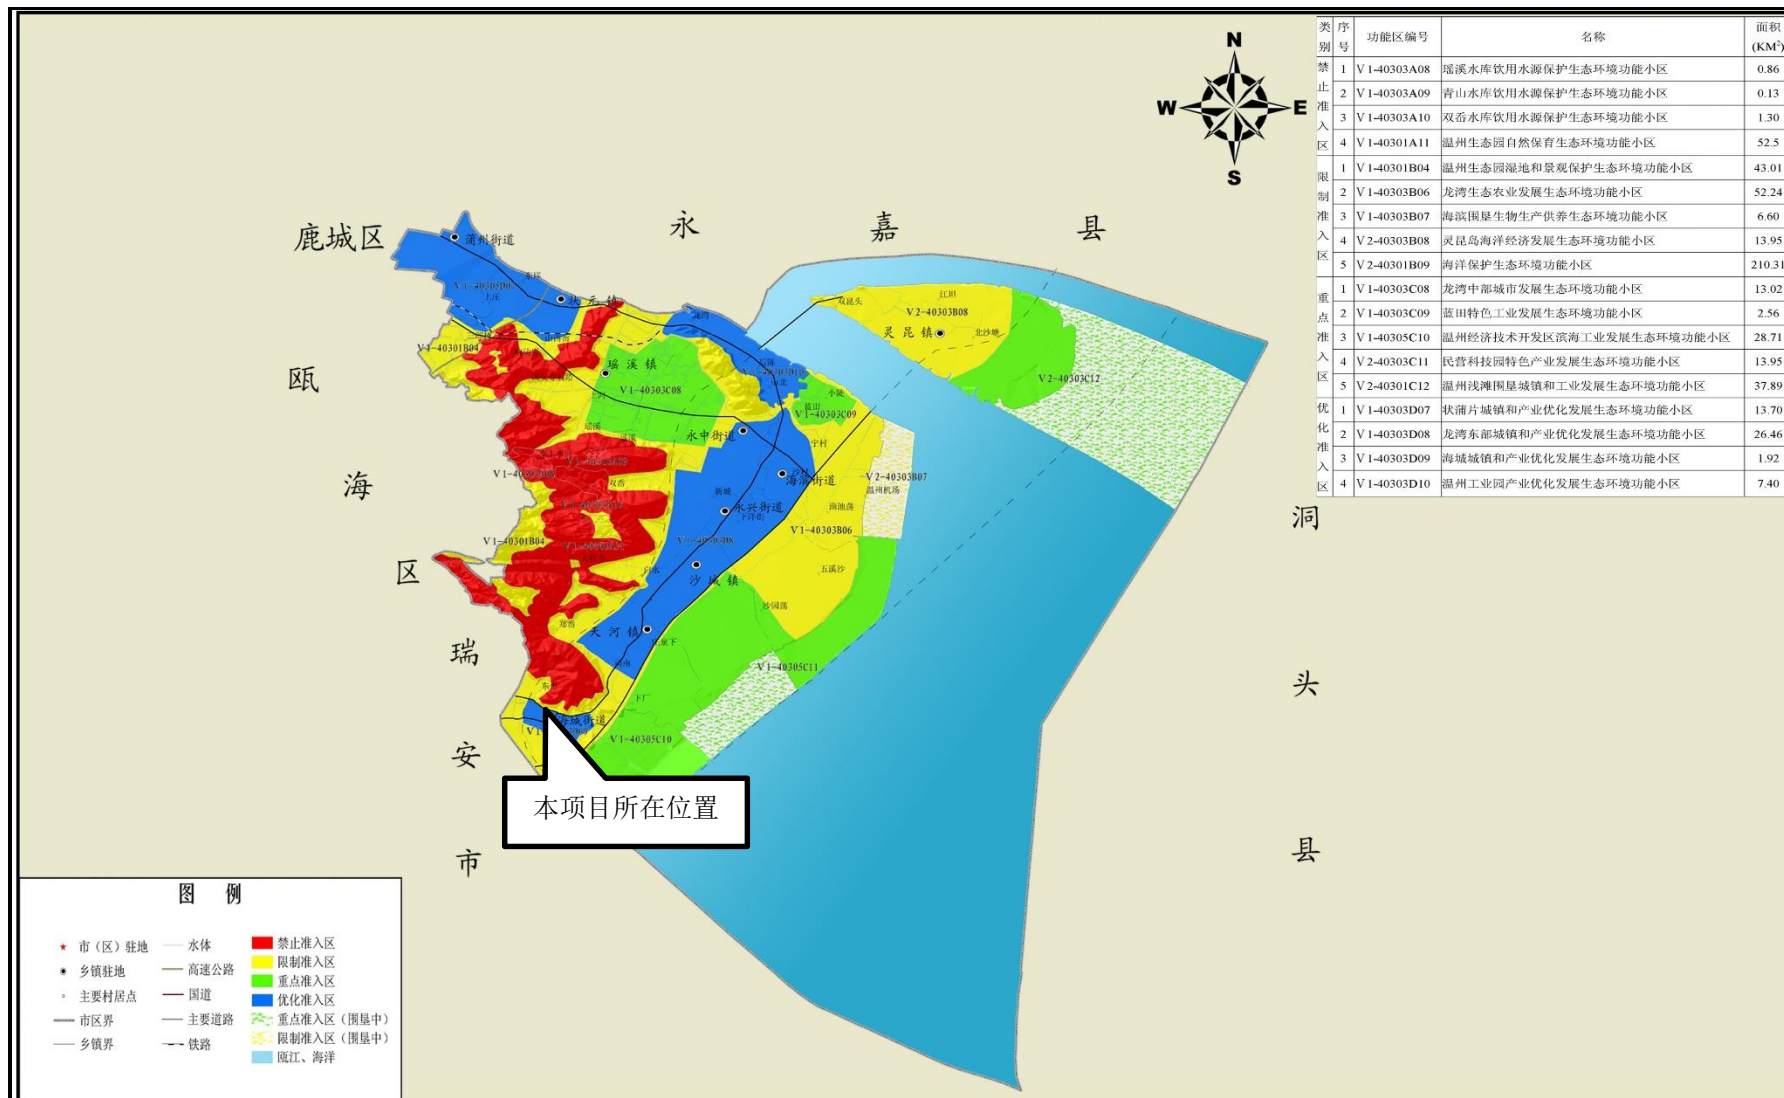 N
W
E
S
鹿城区
永嘉县
瓯海区
瑞安市
洞头县
蒲州街道
状元镇
瑶溪镇
永中街道
海滨街道
永兴街道
沙城镇
天河镇
海城街道
灵昆镇
双昆头
江坦
北沙塘
小陡
蓝田
宁村
温州机场
渔池荡
五溪沙
沙园荡
上庄
瑶溪
双岙
新城
下洋街
郑岙
V1-40301B04
V1-40303C08
V1-40303C09
V2-40303B08
V2-40303C12
V2-40303B07
V1-40303B06
V1-40301B04
V1-40305C11
V1-40305C10
本项目所在位置
类别 序号 功能区编号 名称 面积(KM²)
禁止准入区
1 V1-40303A08 瑶溪水库饮用水源保护生态环境功能小区 0.86
2 V1-40303A09 青山水库饮用水源保护生态环境功能小区 0.13
3 V1-40303A10 双岙水库饮用水源保护生态环境功能小区 1.30
4 V1-40301A11 温州生态园自然保育生态环境功能小区 52.5
限制准入区
1 V1-40301B04 温州生态园湿地和景观保护生态环境功能小区 43.01
2 V1-40303B06 龙湾生态农业发展生态环境功能小区 52.24
3 V1-40303B07 海滨围垦生物生产供养生态环境功能小区 6.60
4 V2-40303B08 灵昆岛海洋经济发展生态环境功能小区 13.95
5 V2-40301B09 海洋保护生态环境功能小区 210.31
重点准入区
1 V1-40303C08 龙湾中部城市发展生态环境功能小区 13.02
2 V1-40303C09 蓝田特色工业发展生态环境功能小区 2.56
3 V1-40305C10 温州经济技术开发区滨海工业发展生态环境功能小区 28.71
4 V2-40303C11 民营科技园特色产业发展生态环境功能小区 13.95
5 V2-40301C12 温州浅滩围垦城镇和工业发展生态环境功能小区 37.89
优化准入区
1 V1-40303D07 状蒲片城镇和产业优化发展生态环境功能小区 13.70
2 V1-40303D08 龙湾东部城镇和产业优化发展生态环境功能小区 26.46
3 V1-40303D09 海城城镇和产业优化发展生态环境功能小区 1.92
4 V1-40303D10 温州工业园产业优化发展生态环境功能小区 7.40
图 例
市（区）驻地
乡镇驻地
主要村居点
市区界
乡镇界
水体
高速公路
国道
主要道路
铁路
禁止准入区
限制准入区
重点准入区
优化准入区
重点准入区（围垦中）
限制准入区（围垦中）
瓯江、海洋